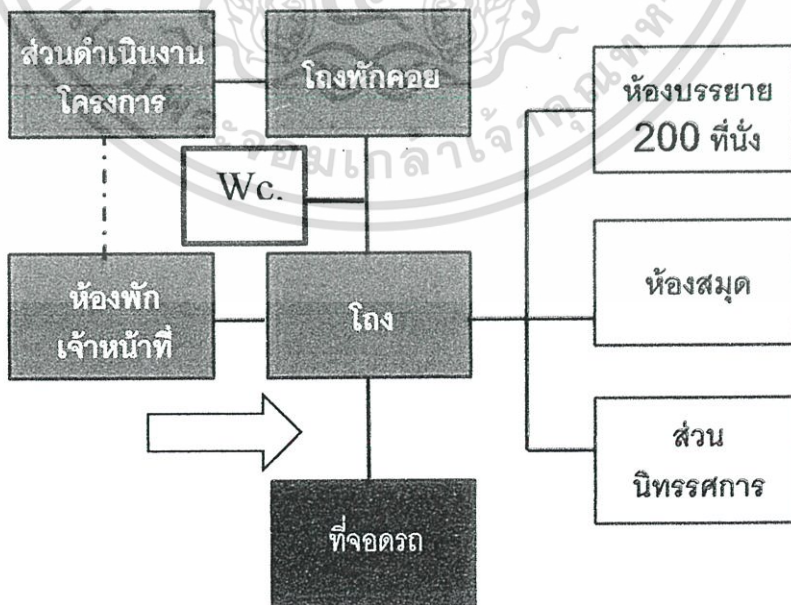 ส่วนดำเนินงาน
โครงการ
โถงพักคอย
ห้องบรรยาย
200 ที่นั่ง
Wc.
ห้องพัก
เจ้าหน้าที่
โถง
ห้องสมุด
ส่วน
นิทรรศการ
ที่จอดรถ